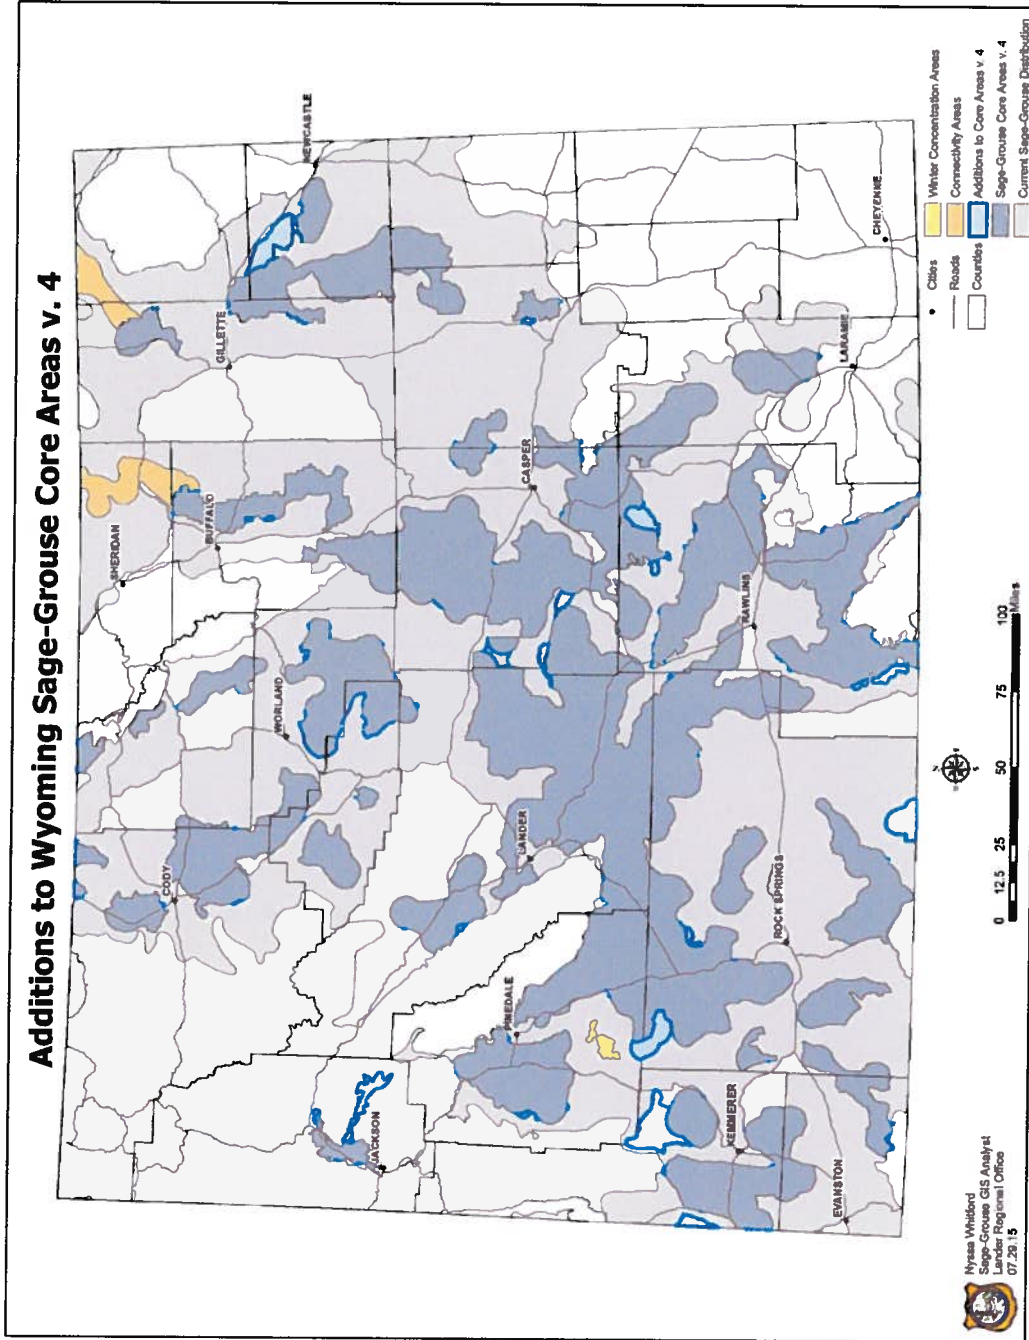 Additions to Wyoming Sage-Grouse Core Areas v. 4
SHERIDAN
CODY
BUFFALO
GILLETTE
NEWCASTLE
WORLAND
JACKSON
PINEDALE
LANDER
CASPER
KEMMERER
RAWLINS
ROCK SPRINGS
EVANSTON
LARAMIE
CHEYENNE
Nyssa Whitford
Sage-Grouse GIS Analyst
Lander Regional Office
07.29.15
0 12.5 25 50 75 100
Miles
Cities
Roads
Counties
Winter Concentration Areas
Connectivity Areas
Additions to Core Areas v. 4
Sage-Grouse Core Areas v. 4
Current Sage-Grouse Distribution